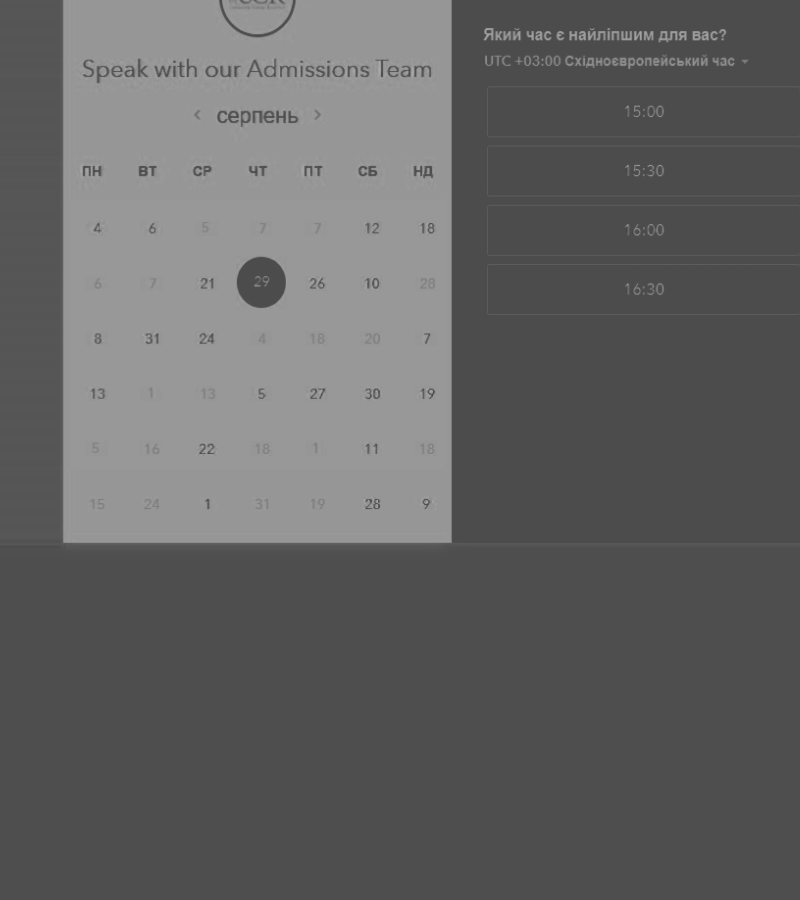 Speak with our Admissions Team
серпень
ПН ВТ СР ЧТ ПТ СБ НД
4 6 5 7 7 12 18
6 7 21 29 26 10 28
8 31 24 4 18 20 7
13 1 13 5 27 30 19
5 16 22 18 1 11 18
15 24 1 31 19 28 9
Який час є найліпшим для вас?
UTC +03:00 Східноєвропейський час
15:00
15:30
16:00
16:30